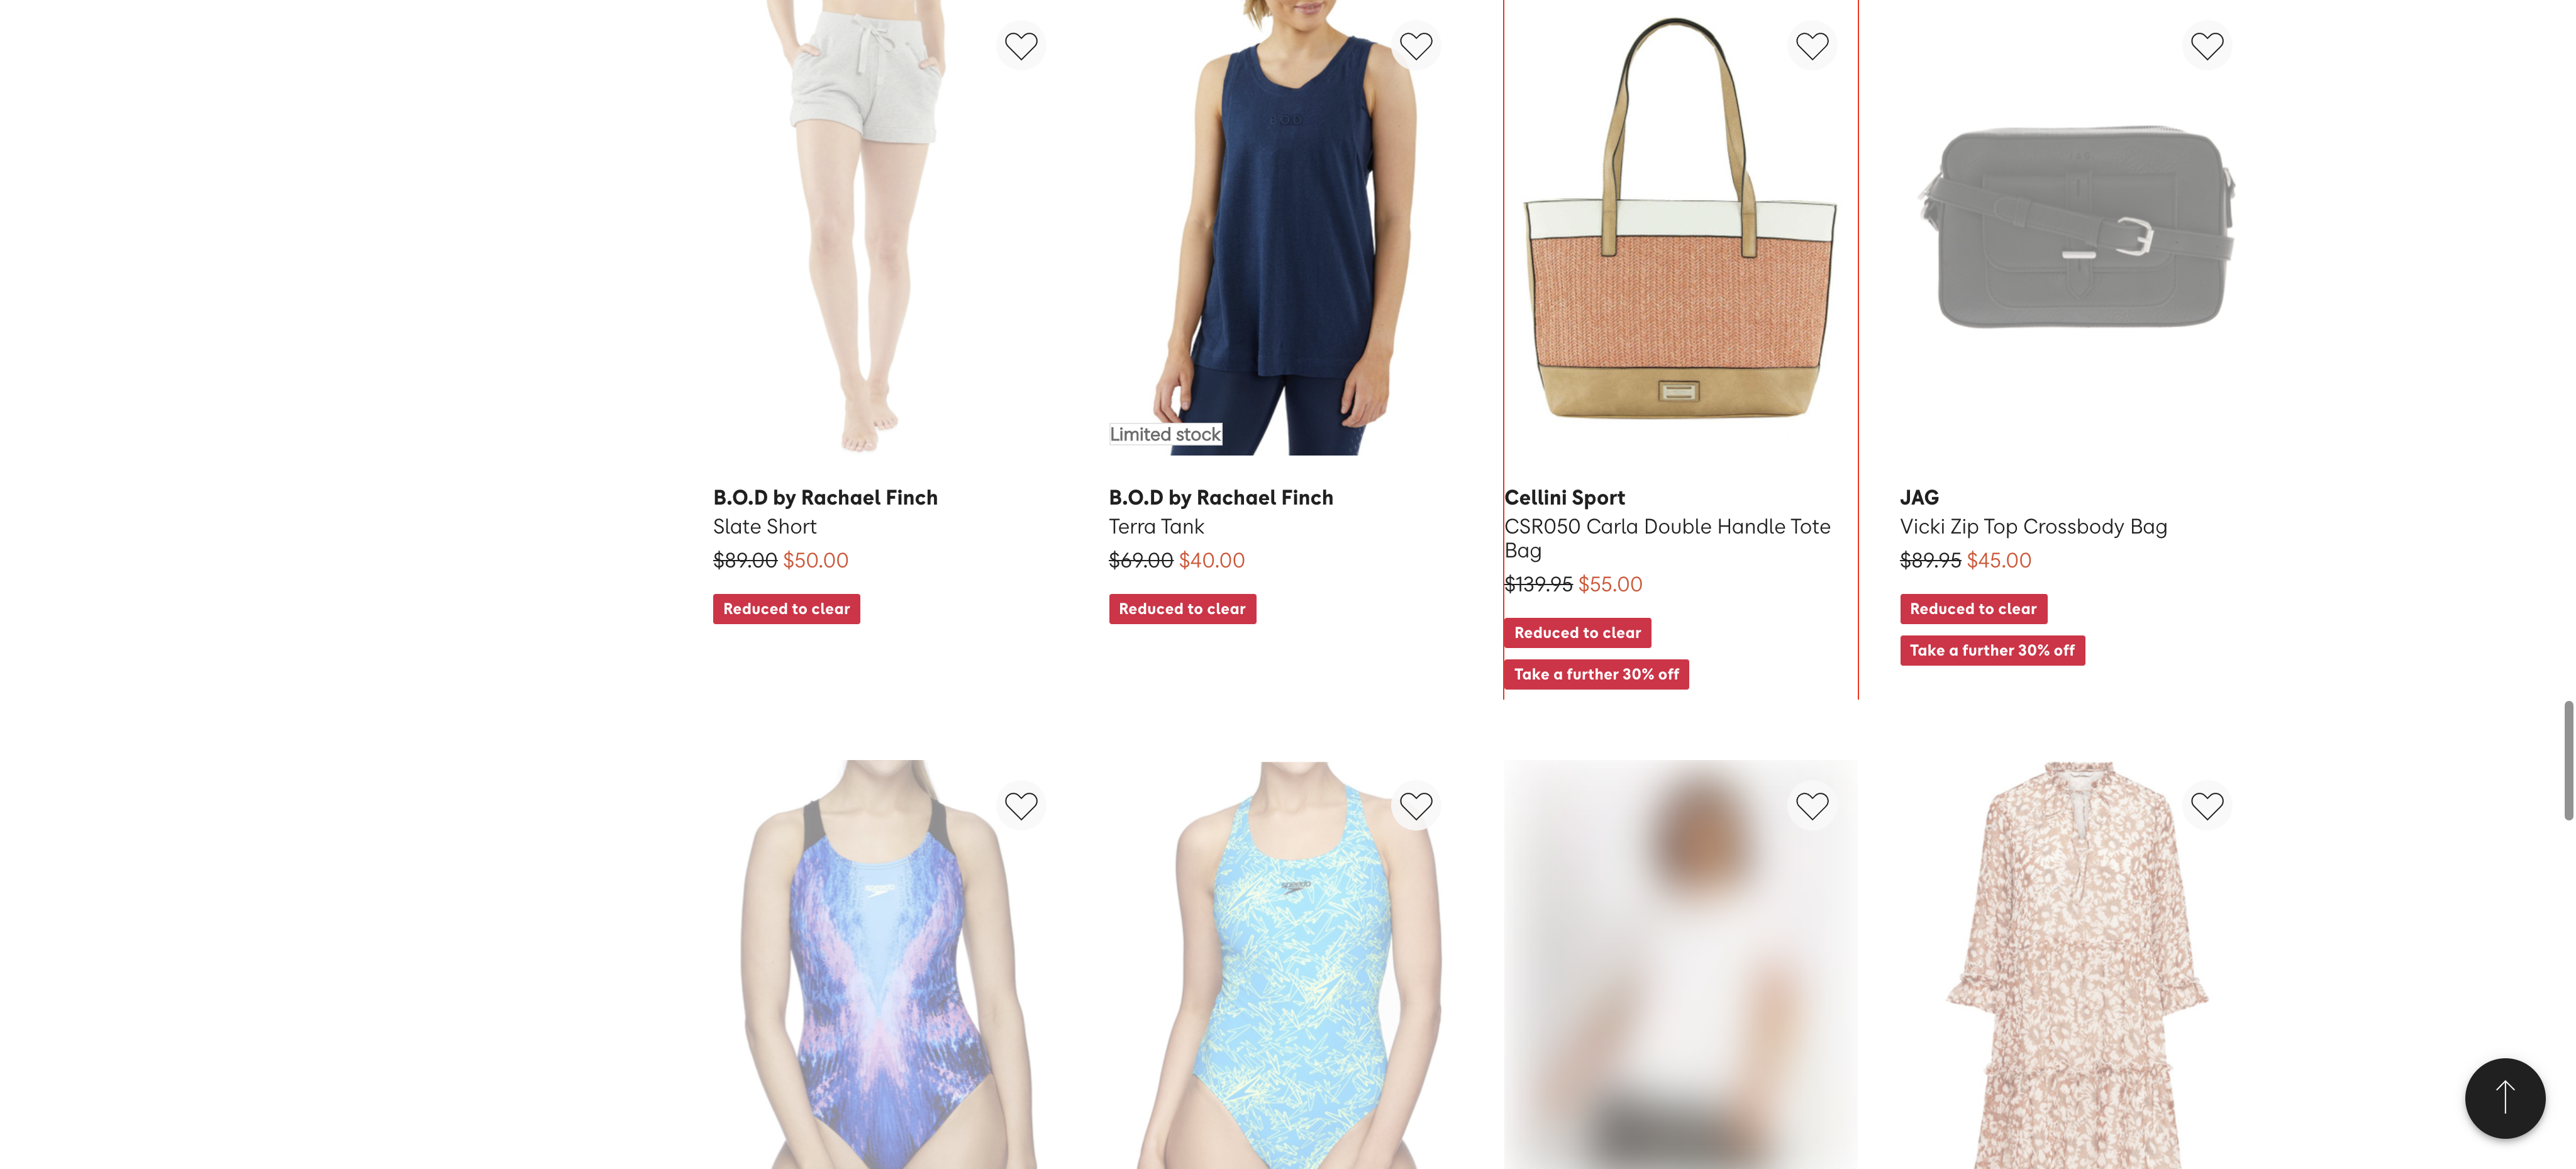 Limited stock
B.O.D by Rachael Finch
Slate Short
$89.00 $50.00
Reduced to clear
B.O.D by Rachael Finch
Terra Tank
$69.00 $40.00
Reduced to clear
Cellini Sport
CSR050 Carla Double Handle Tote
Bag
$139.95 $55.00
Reduced to clear
Take a further 30% off
JAG
Vicki Zip Top Crossbody Bag
$89.95 $45.00
Reduced to clear
Take a further 30% off
speedo
speedo